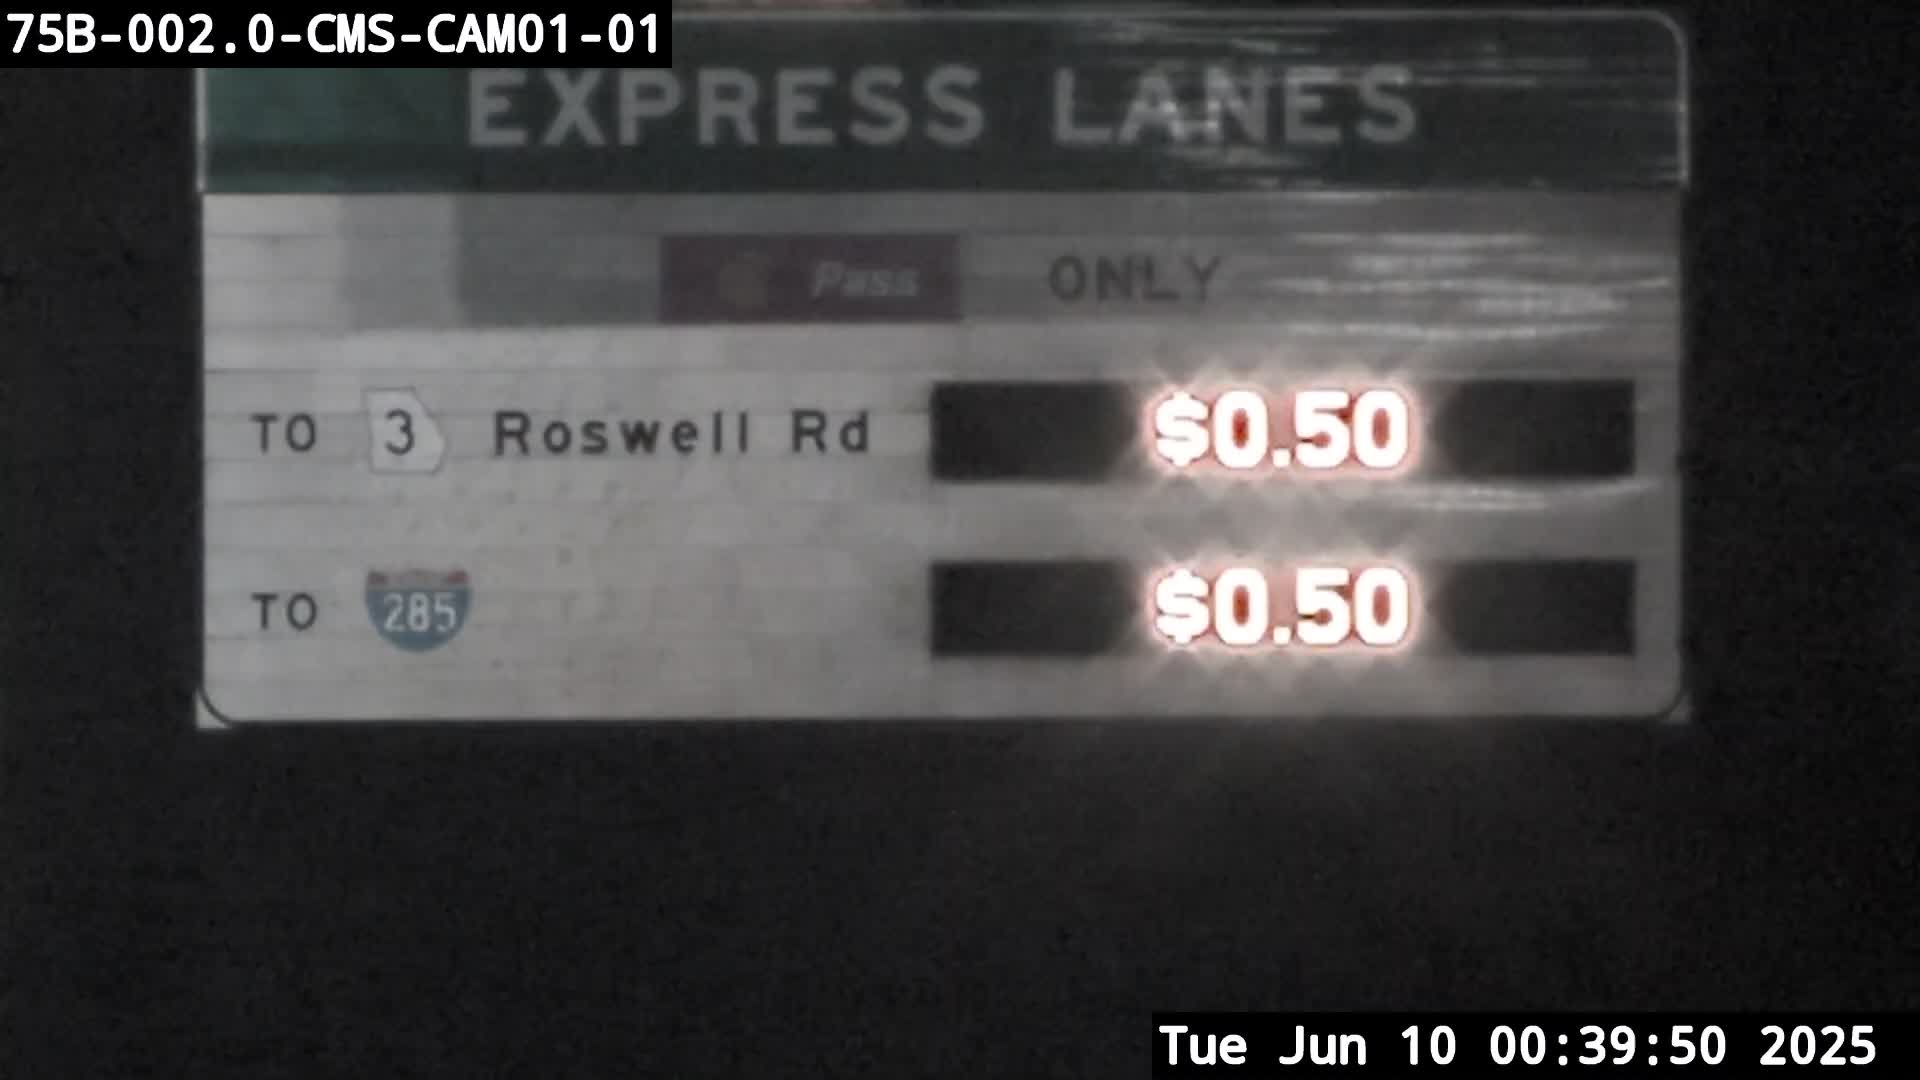 75B-002.0-CMS-CAM01-01
EXPRESS LANES
Pass ONLY
TO 3 Roswell Rd $0.50
TO 285 $0.50
Tue Jun 10 00:39:50 2025